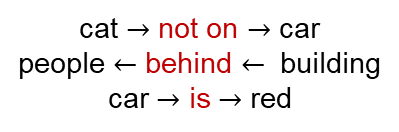 cat → not on → car
people ← behind ← building
car → is → red